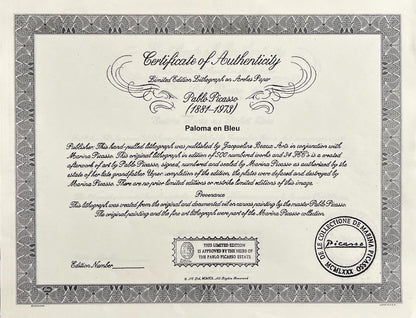 Certificate of Authenticity
Limited Edition Lithograph on Arches Paper
Pablo Picasso
(1881-1973)
Paloma en Bleu
Publisher: This hand-pulled lithograph was published by Jacqueline Bracca Arts in conjunction with
Marina Picasso. This original lithograph in edition of 500 numbered works and 34 HC's is a created
afterwork of art by Pablo Picasso, signed, numbered and sealed by Marina Picasso as authorized by the
estate of her late grandfather. Upon completion of the edition, the plates were defaced and destroyed by
Marina Picasso. There are no prior limited editions or restrike limited editions of this image.
Provenance
This lithograph was created from the original and documented oil on canvas painting by the master Pablo Picasso.
The original painting and the fine art lithograph were part of the Marina Picasso collection.
THIS LIMITED EDITION
IS APPROVED BY THE HEIRS OF
THE PABLO PICASSO ESTATE
Edition Number
All Rights Reserved
DE LA COLLECTIONE DE MARINA PICASSO
Picasso
MCMLXXX